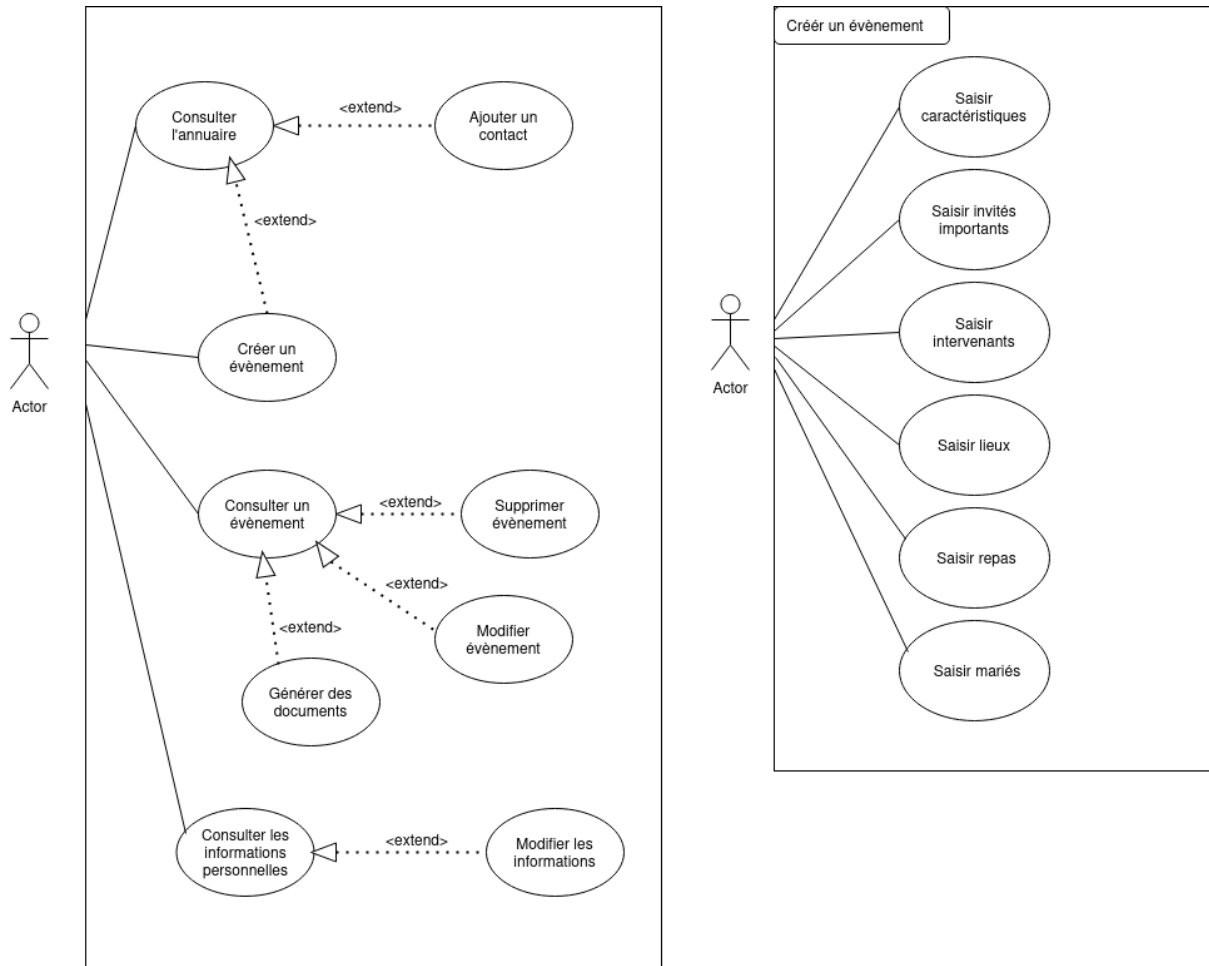 Consulter
l'annuaire
<extend>
Ajouter un
contact
<extend>
Créer un
évènement
Actor
Consulter un
évènement
<extend>
Supprimer
évènement
<extend>
Modifier
évènement
<extend>
Générer des
documents
Consulter les
informations
personnelles
<extend>
Modifier les
informations
Créér un évènement
Saisir
caractéristiques
Saisir invités
importants
Saisir
intervenants
Actor
Saisir lieux
Saisir repas
Saisir mariés